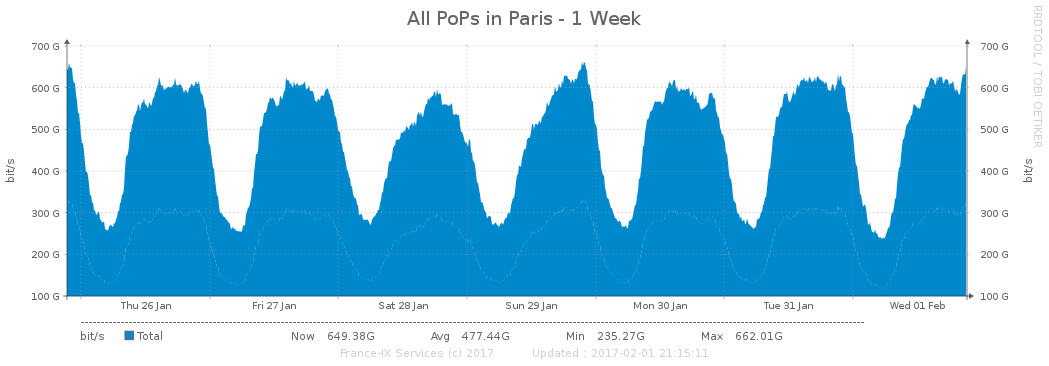 All PoPs in Paris - 1 Week
RRDTOOL / TOBI OETIKER
700 G 700 G
600 G 600 G
500 G 500 G
400 G 400 G
300 G 300 G
200 G 200 G
100 G 100 G
bit/s bit/s
Thu 26 Jan Fri 27 Jan Sat 28 Jan Sun 29 Jan Mon 30 Jan Tue 31 Jan Wed 01 Feb
bit/s Total Now 649.38G Avg 477.44G Min 235.27G Max 662.01G
France-IX Services (c) 2017 Updated : 2017-02-01 21:15:11